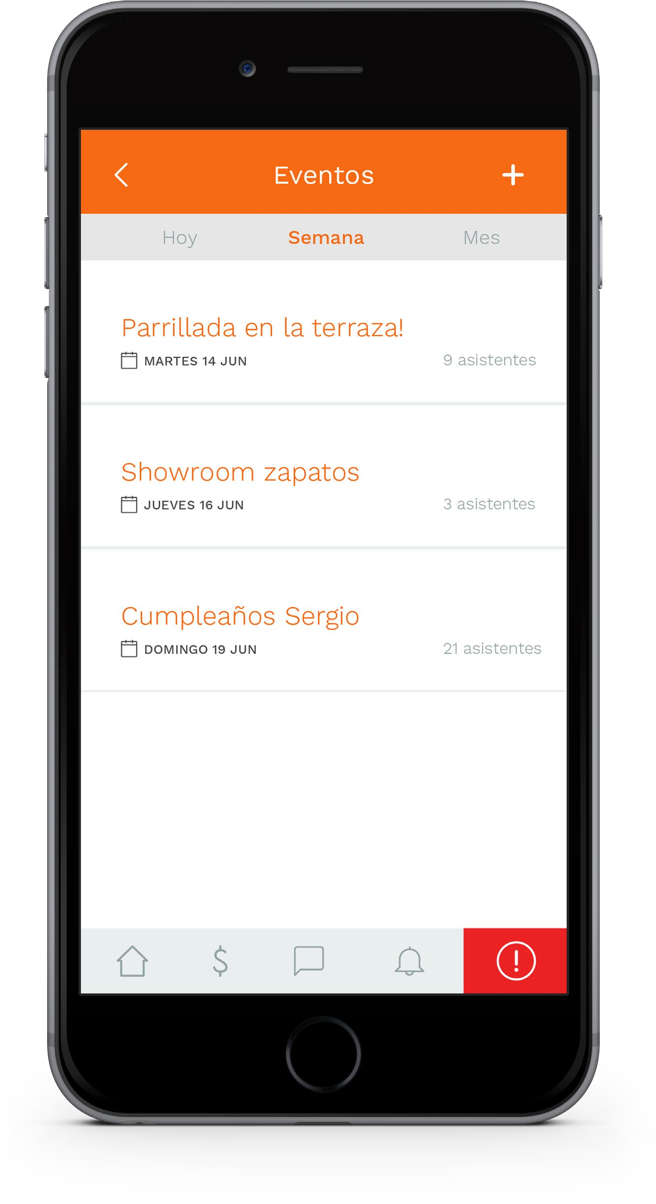 Eventos
Hoy Semana Mes
Parrillada en la terraza!
MARTES 14 JUN 9 asistentes
Showroom zapatos
JUEVES 16 JUN 3 asistentes
Cumpleaños Sergio
DOMINGO 19 JUN 21 asistentes